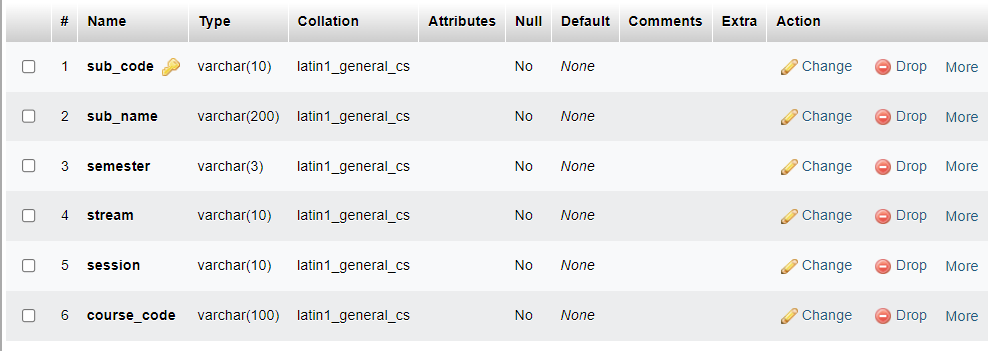 # Name Type Collation Attributes Null Default Comments Extra Action
1 sub_code varchar(10) latin1_general_cs No None Change Drop More
2 sub_name varchar(200) latin1_general_cs No None Change Drop More
3 semester varchar(3) latin1_general_cs No None Change Drop More
4 stream varchar(10) latin1_general_cs No None Change Drop More
5 session varchar(10) latin1_general_cs No None Change Drop More
6 course_code varchar(100) latin1_general_cs No None Change Drop More